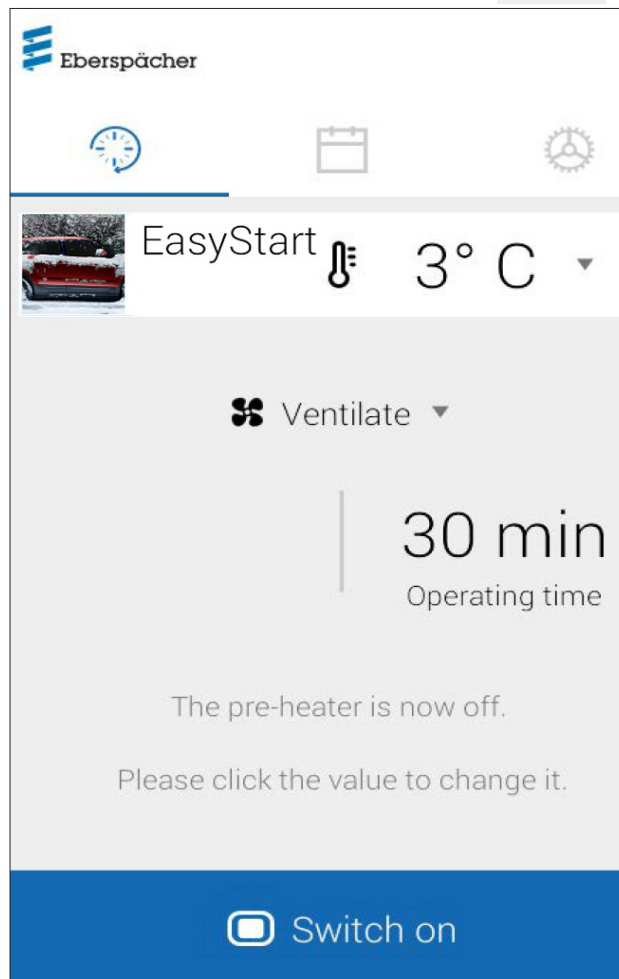 Eberspächer
EasyStart
3° C
Ventilate
30 min
Operating time
The pre-heater is now off.
Please click the value to change it.
Switch on